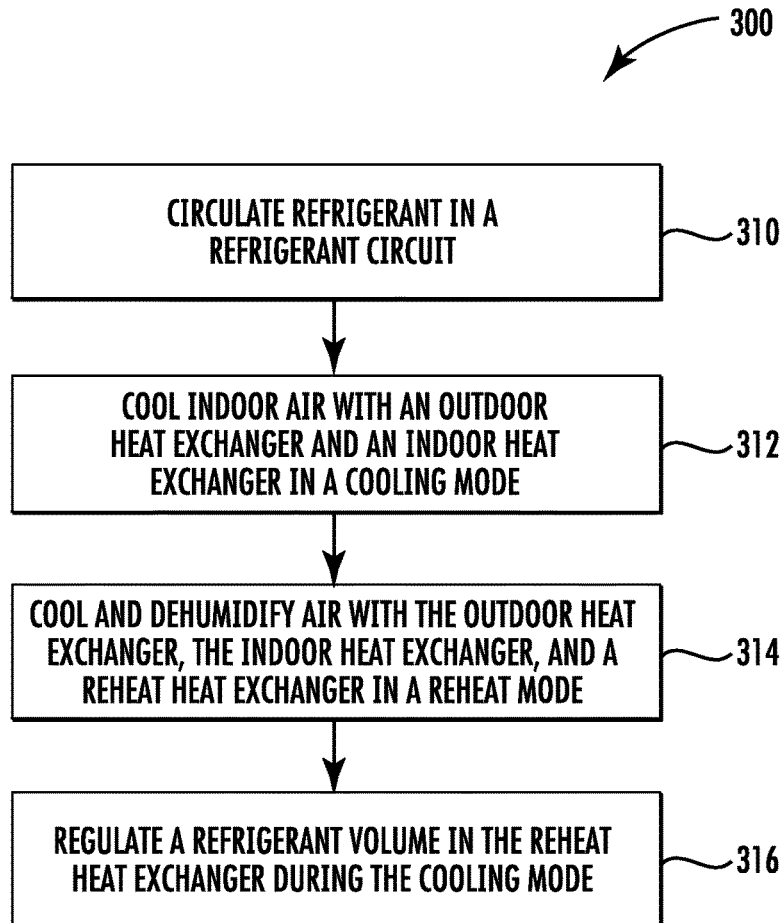 300
CIRCULATE REFRIGERANT IN A
REFRIGERANT CIRCUIT
310
COOL INDOOR AIR WITH AN OUTDOOR
HEAT EXCHANGER AND AN INDOOR HEAT
EXCHANGER IN A COOLING MODE
312
COOL AND DEHUMIDIFY AIR WITH THE OUTDOOR HEAT
EXCHANGER, THE INDOOR HEAT EXCHANGER, AND A
REHEAT HEAT EXCHANGER IN A REHEAT MODE
314
REGULATE A REFRIGERANT VOLUME IN THE REHEAT
HEAT EXCHANGER DURING THE COOLING MODE
316